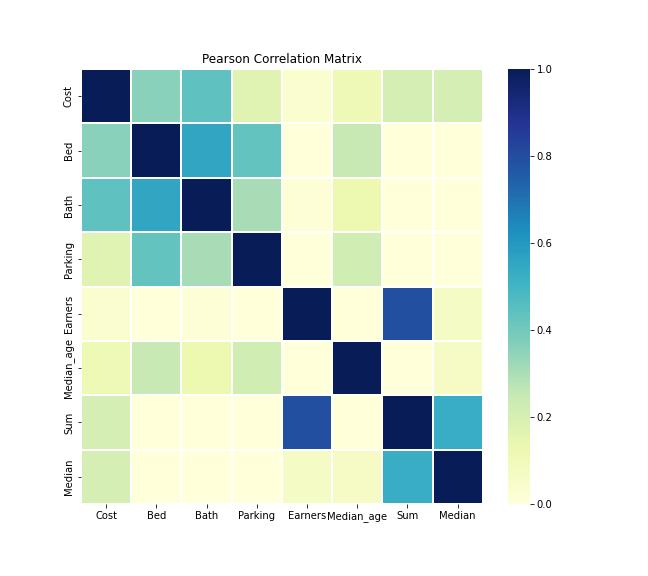 Pearson Correlation Matrix
Cost
Bed
Bath
Parking
Earners
Median_age
Sum
Median
Cost Bed Bath Parking Earners Median_age Sum Median
1.0
0.8
0.6
0.4
0.2
0.0